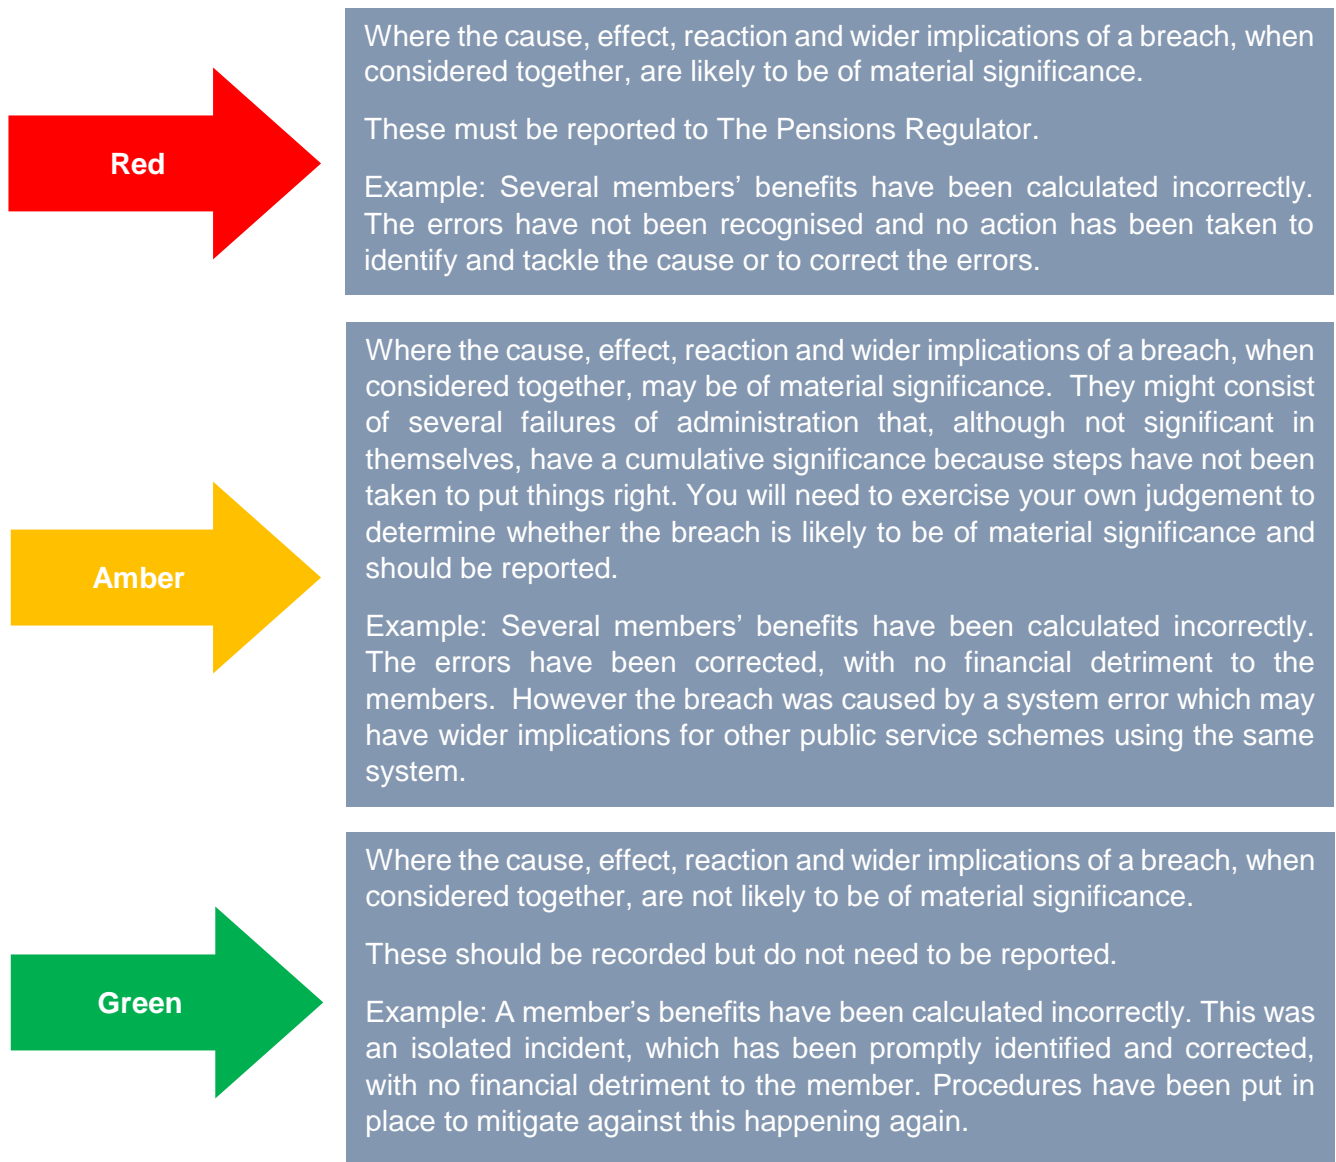 Red
Where the cause, effect, reaction and wider implications of a breach, when
considered together, are likely to be of material significance.
These must be reported to The Pensions Regulator.
Example: Several members’ benefits have been calculated incorrectly.
The errors have not been recognised and no action has been taken to
identify and tackle the cause or to correct the errors.
Amber
Where the cause, effect, reaction and wider implications of a breach, when
considered together, may be of material significance.  They might consist
of several failures of administration that, although not significant in
themselves, have a cumulative significance because steps have not been
taken to put things right. You will need to exercise your own judgement to
determine whether the breach is likely to be of material significance and
should be reported.
Example: Several members’ benefits have been calculated incorrectly.
The errors have been corrected, with no financial detriment to the
members.  However the breach was caused by a system error which may
have wider implications for other public service schemes using the same
system.
Green
Where the cause, effect, reaction and wider implications of a breach, when
considered together, are not likely to be of material significance.
These should be recorded but do not need to be reported.
Example: A member’s benefits have been calculated incorrectly. This was
an isolated incident, which has been promptly identified and corrected,
with no financial detriment to the member. Procedures have been put in
place to mitigate against this happening again.